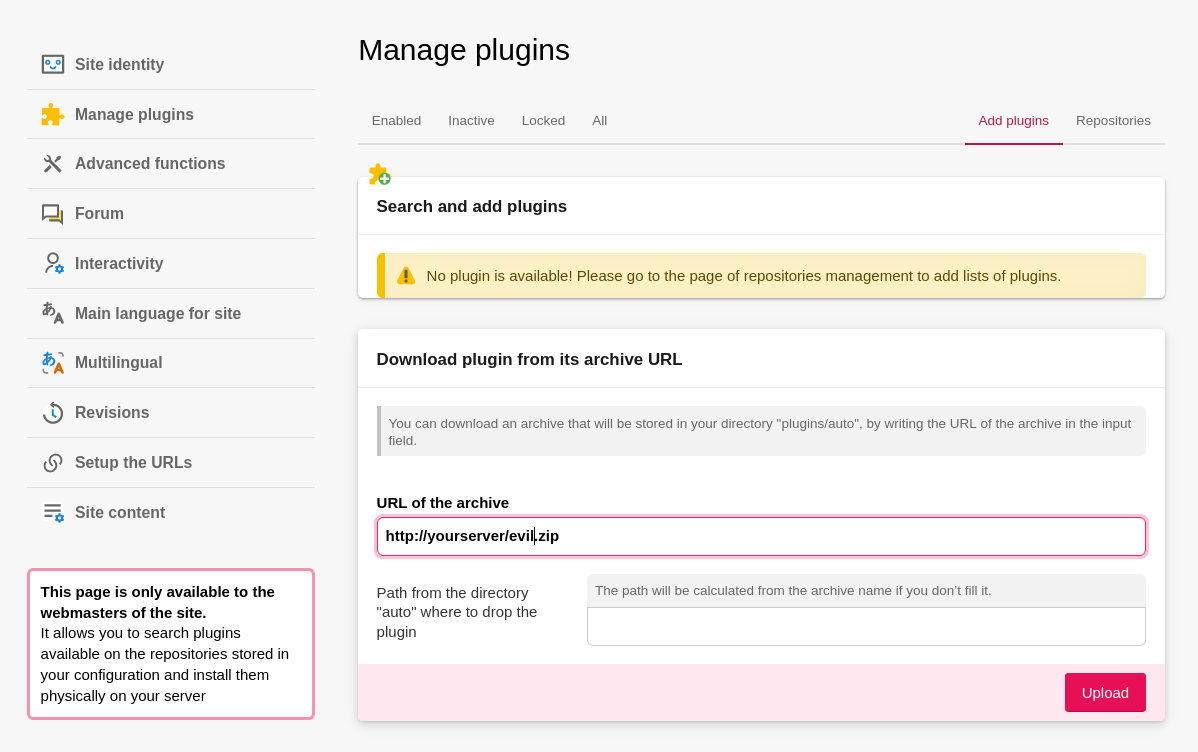 Site identity
Manage plugins
Advanced functions
Forum
Interactivity
Main language for site
Multilingual
Revisions
Setup the URLs
Site content
This page is only available to the
webmasters of the site.
It allows you to search plugins
available on the repositories stored in
your configuration and install them
physically on your server
Manage plugins
Enabled Inactive Locked All Add plugins Repositories
Search and add plugins
No plugin is available! Please go to the page of repositories management to add lists of plugins.
Download plugin from its archive URL
You can download an archive that will be stored in your directory "plugins/auto", by writing the URL of the archive in the input
field.
URL of the archive
http://yourserver/evil.zip
Path from the directory
"auto" where to drop the
plugin
The path will be calculated from the archive name if you don't fill it.
Upload